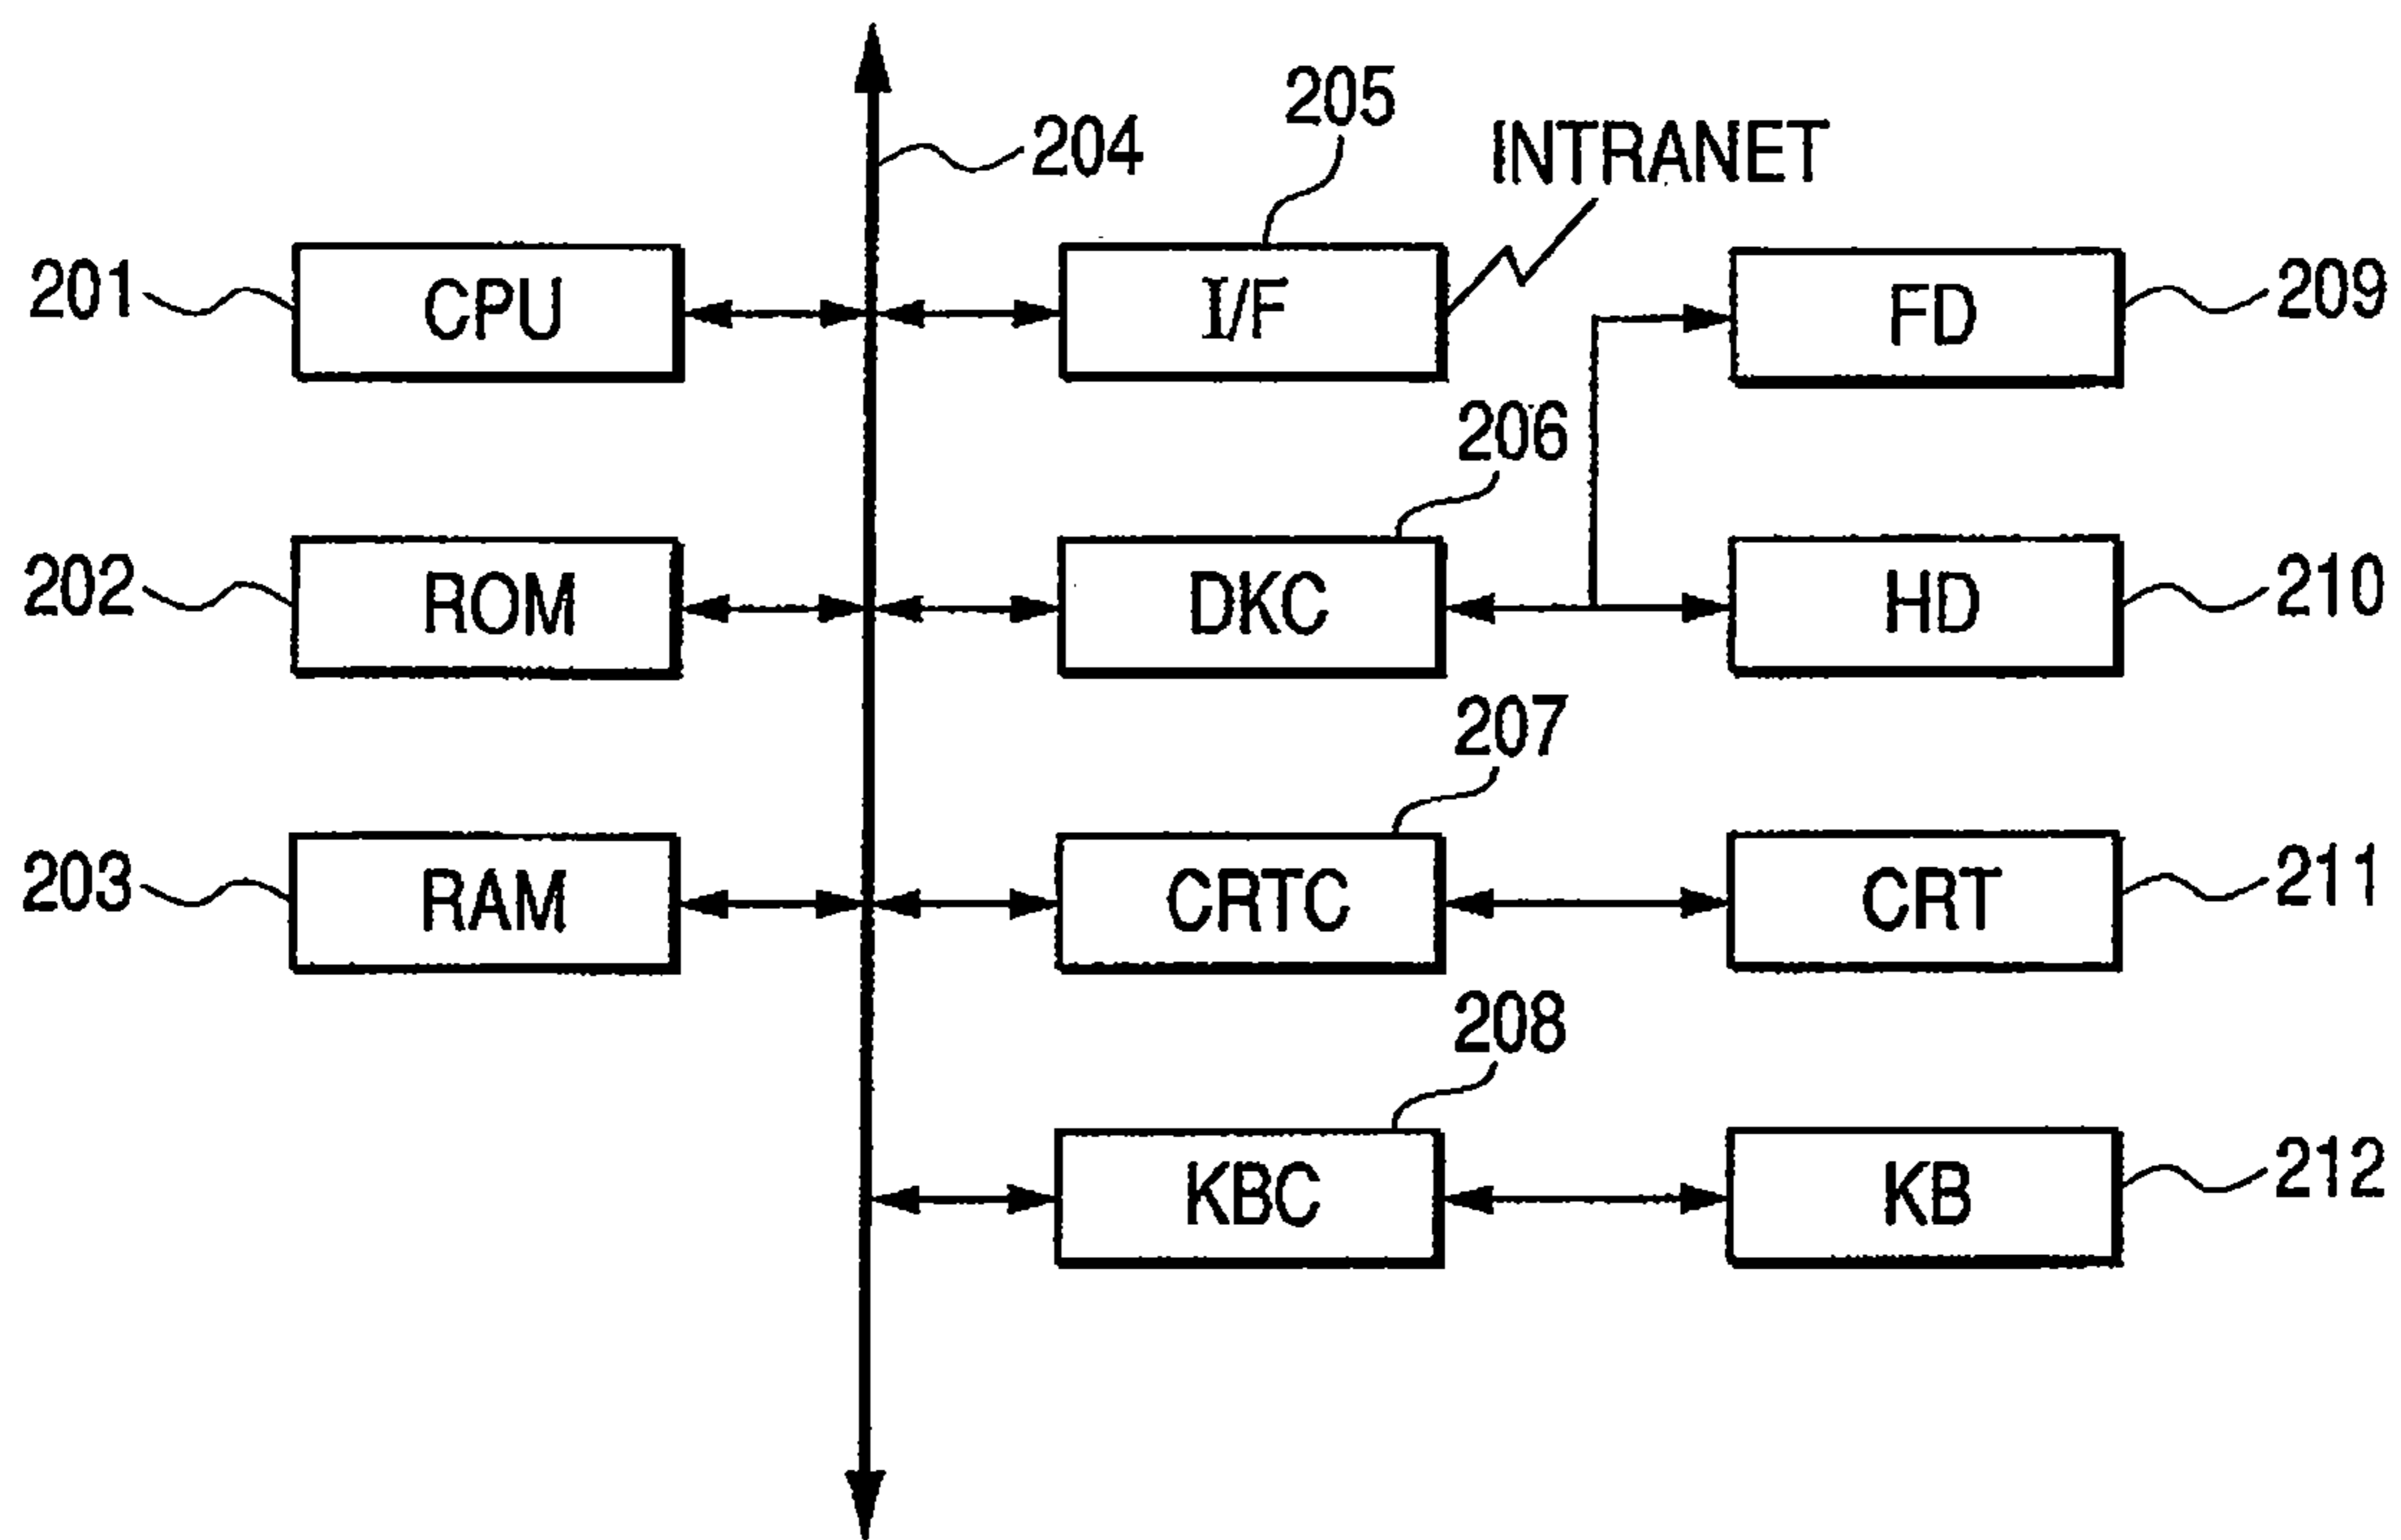 205
204
INTRANET
201
CPU
I/F
FD
209
206
202
ROM
DKC
HD
210
207
203
RAM
CRTC
CRT
211
208
KBC
KB
212